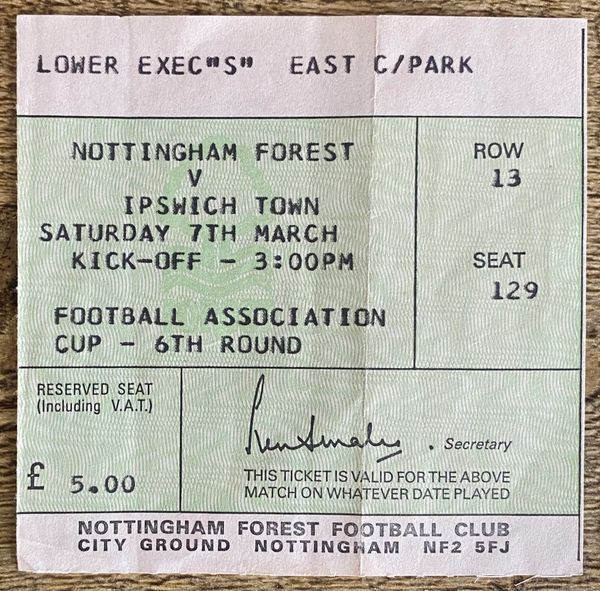 LOWER EXEC"S" EAST C/PARK
NOTTINGHAM FOREST
V
IPSWICH TOWN
SATURDAY 7TH MARCH
KICK-OFF - 3:00PM
FOOTBALL ASSOCIATION
CUP - 6TH ROUND
ROW
13
SEAT
129
RESERVED SEAT
(Including V.A.T.)
£ 5.00
. Secretary
THIS TICKET IS VALID FOR THE ABOVE
MATCH ON WHATEVER DATE PLAYED
NOTTINGHAM FOREST FOOTBALL CLUB
CITY GROUND NOTTINGHAM NF2 5FJ